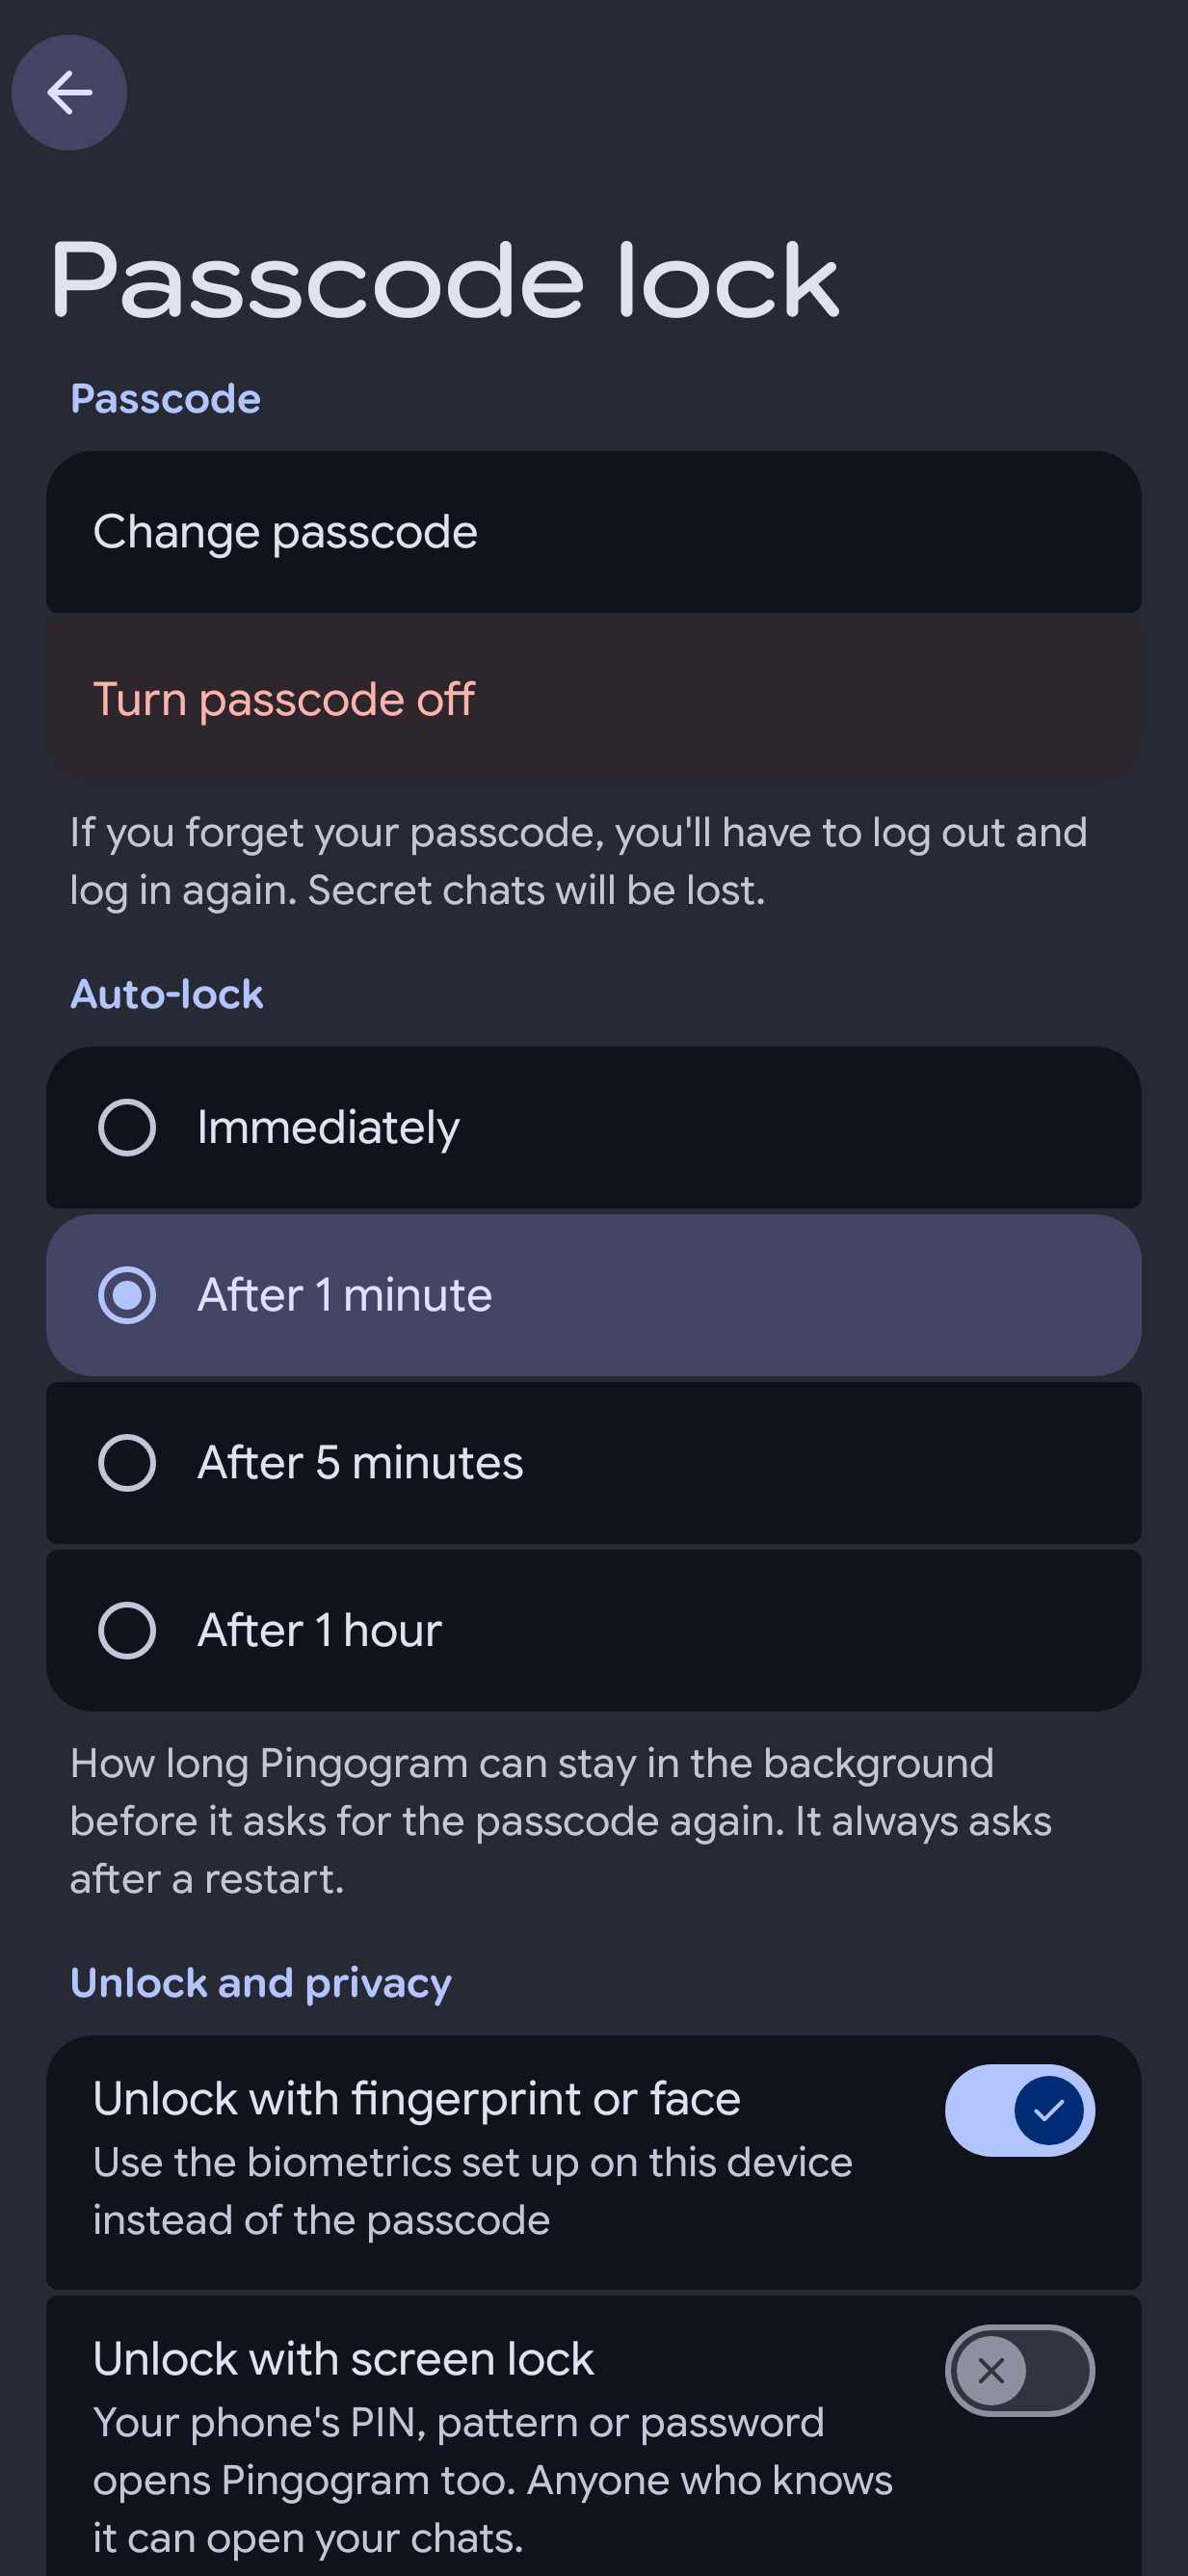 Passcode lock
Passcode
Change passcode
Turn passcode off
If you forget your passcode, you'll have to log out and
log in again. Secret chats will be lost.
Auto-lock
Immediately
After 1 minute
After 5 minutes
After 1 hour
How long Pingogram can stay in the background
before it asks for the passcode again. It always asks
after a restart.
Unlock and privacy
Unlock with fingerprint or face
Use the biometrics set up on this device
instead of the passcode
Unlock with screen lock
Your phone's PIN, pattern or password
opens Pingogram too. Anyone who knows
it can open your chats.